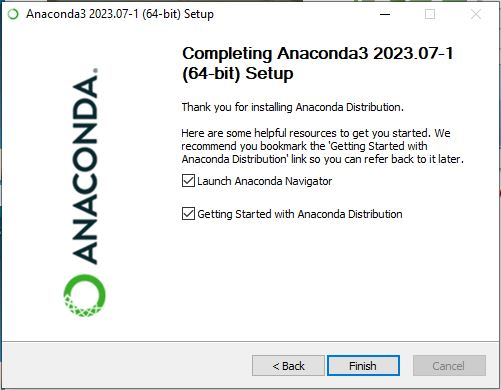 Anaconda3 2023.07-1 (64-bit) Setup
ANACONDA.
Completing Anaconda3 2023.07-1
(64-bit) Setup
Thank you for installing Anaconda Distribution.
Here are some helpful resources to get you started. We
recommend you bookmark the 'Getting Started with
Anaconda Distribution' link so you can refer back to it later.
Launch Anaconda Navigator
Getting Started with Anaconda Distribution
< Back
Finish
Cancel